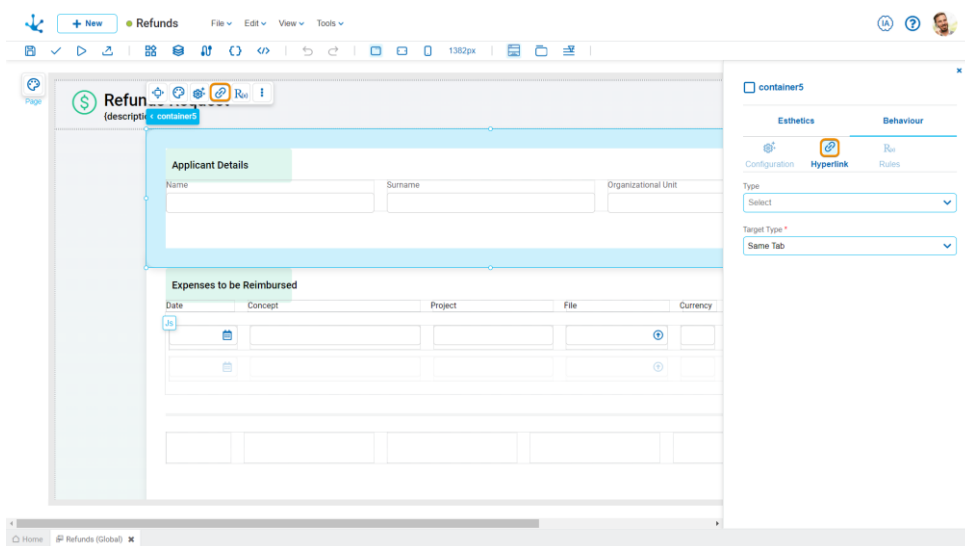 + New
Refunds
File
Edit
View
Tools
IA
?
1382px
Page
Refunds Request
R(x)
< container5
Applicant Details
Name
Surname
Organizational Unit
Expenses to be Reimbursed
Date
Concept
Project
File
Currency
Js
container5
Esthetics
Behaviour
Configuration
Hyperlink
Rules
Type
Select
Target Type *
Same Tab
Home
Refunds (Global)